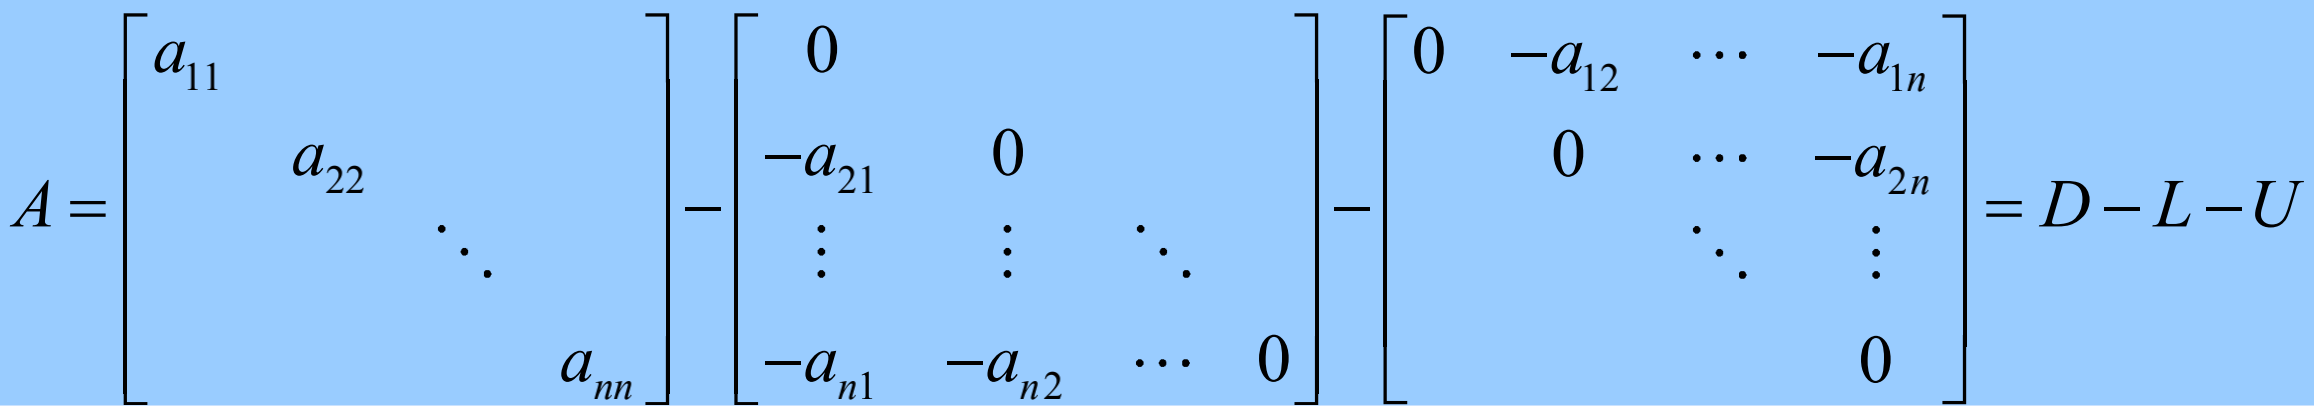 $A = \begin{bmatrix} a_{11} & & & \\ & a_{22} & & \\ & & \ddots & \\ & & & a_{nn} \end{bmatrix} - \begin{bmatrix} 0 & & & \\ -a_{21} & 0 & & \\ \vdots & \vdots & \ddots & \\ -a_{n1} & -a_{n2} & \cdots & 0 \end{bmatrix} - \begin{bmatrix} 0 & -a_{12} & \cdots & -a_{1n} \\ & 0 & \cdots & -a_{2n} \\ & & \ddots & \vdots \\ & & & 0 \end{bmatrix} = D - L - U$